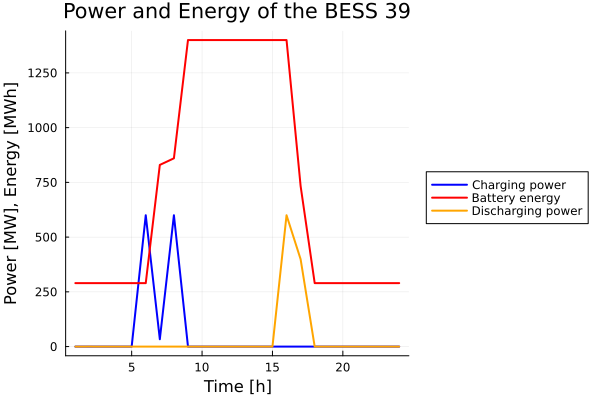 Power and Energy of the BESS 39
Power [MW], Energy [MWh]
1250
1000
750
500
250
0
5 10 15 20
Time [h]
Charging power
Battery energy
Discharging power